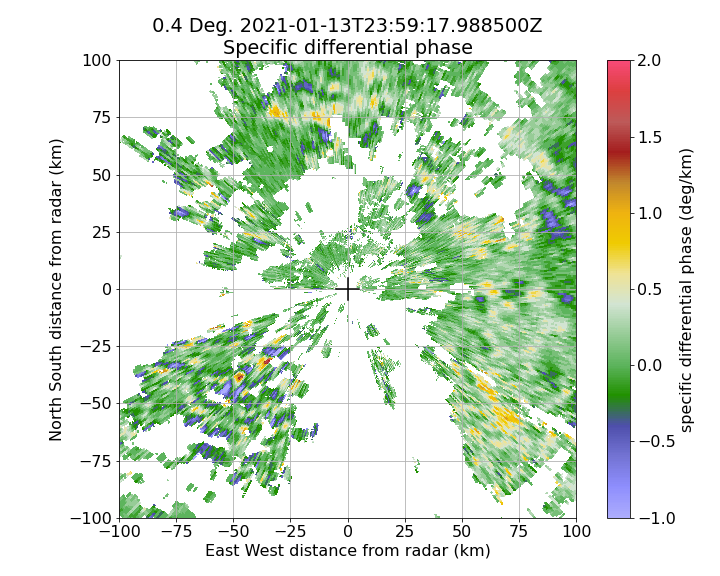 0.4 Deg. 2021-01-13T23:59:17.988500Z
Specific differential phase
North South distance from radar (km)
100
75
50
25
0
−25
−50
−75
−100
−100 −75 −50 −25 0 25 50 75 100
East West distance from radar (km)
2.0
1.5
1.0
0.5
0.0
−0.5
−1.0
specific differential phase (deg/km)